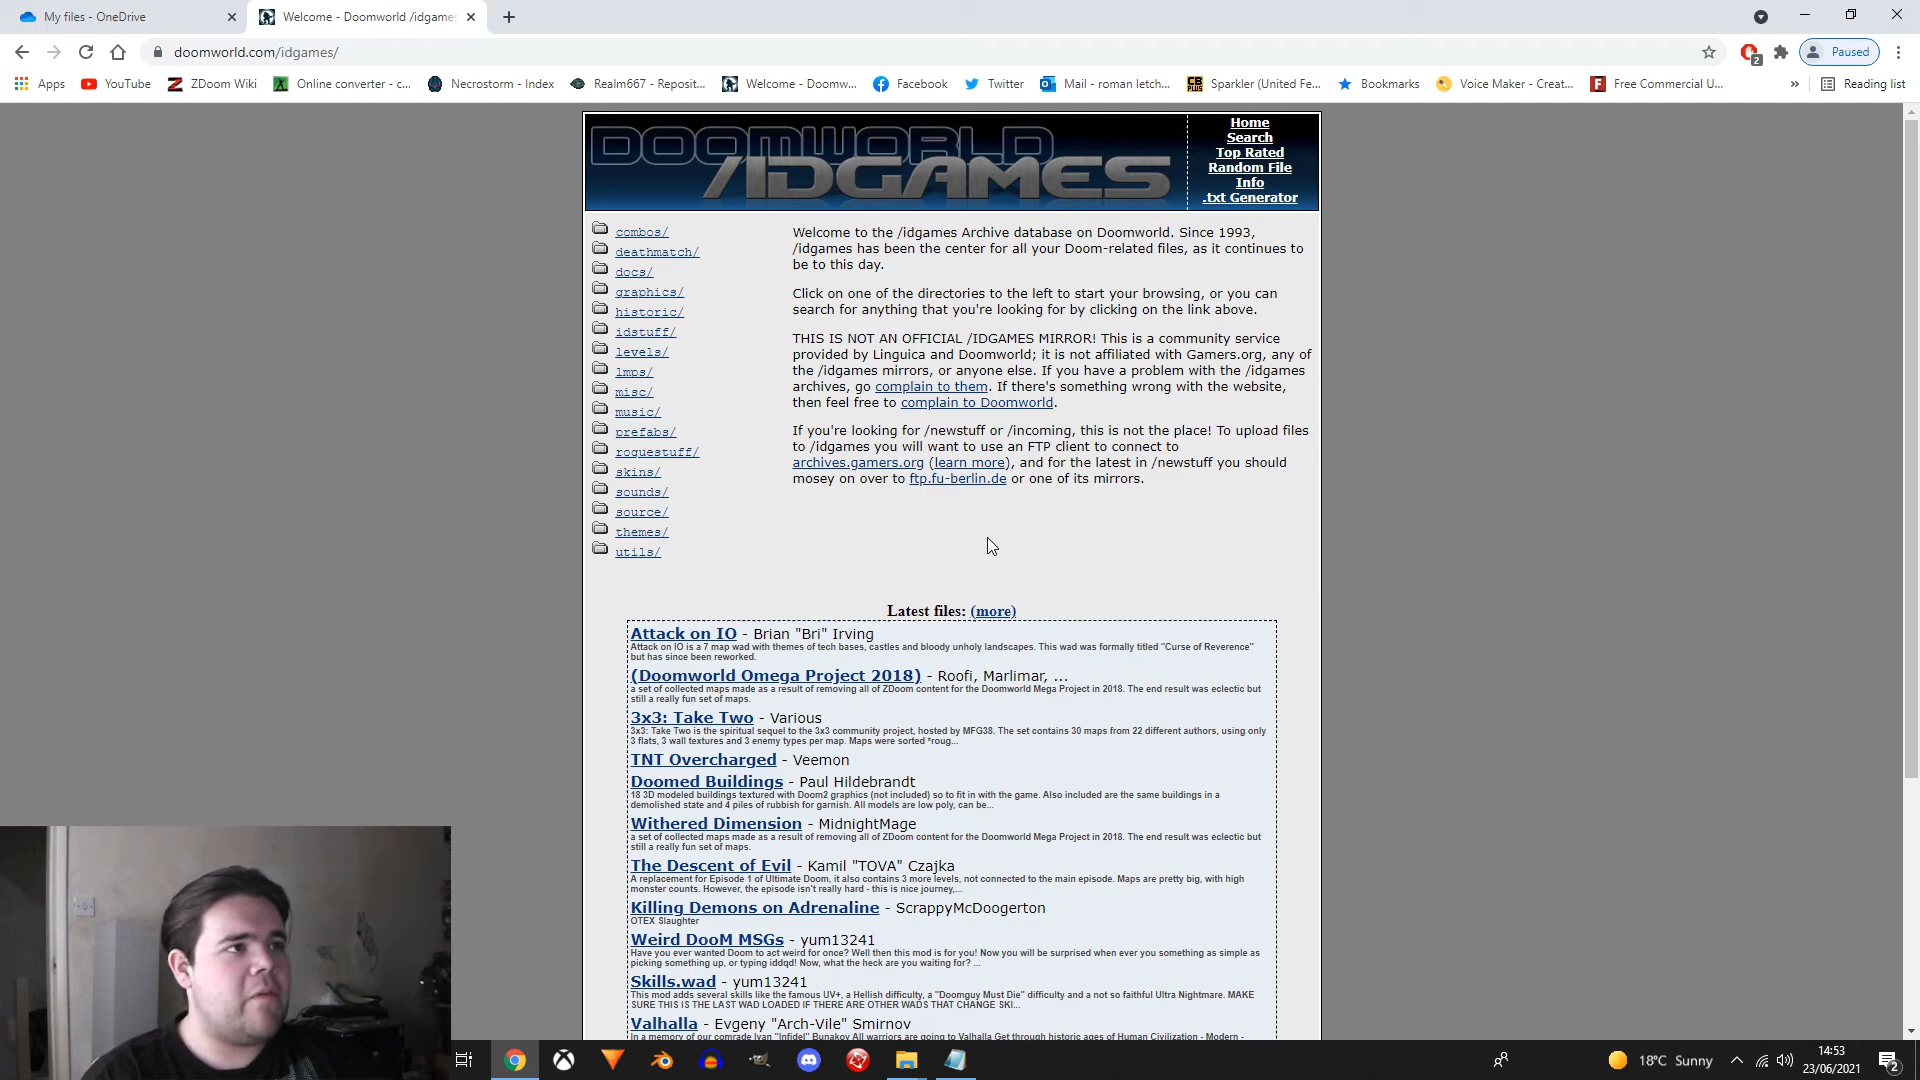 My files - OneDrive
Welcome - Doomworld /idgames
doomworld.com/idgames/
Paused
2
Apps
YouTube
ZDoom Wiki
Online converter - c...
Necrostorm - Index
Realm667 - Reposit...
Welcome - Doomw...
Facebook
Twitter
Mail - roman letch...
Sparkler (United Fe...
Bookmarks
Voice Maker - Creat...
Free Commercial U...
»
Reading list
DOOMWORLD
/IDGAMES
Home
Search
Top Rated
Random File
Info
.txt Generator
combos/
deathmatch/
docs/
graphics/
historic/
idstuff/
levels/
lmps/
misc/
music/
prefabs/
roguestuff/
skins/
sounds/
source/
themes/
utils/
Welcome to the /idgames Archive database on Doomworld. Since 1993,
/idgames has been the center for all your Doom-related files, as it continues to
be to this day.
Click on one of the directories to the left to start your browsing, or you can
search for anything that you're looking for by clicking on the link above.
THIS IS NOT AN OFFICIAL /IDGAMES MIRROR! This is a community service
provided by Linguica and Doomworld; it is not affiliated with Gamers.org, any of
the /idgames mirrors, or anyone else. If you have a problem with the /idgames
archives, go complain to them. If there's something wrong with the website,
then feel free to complain to Doomworld.
If you're looking for /newstuff or /incoming, this is not the place! To upload files
to /idgames you will want to use an FTP client to connect to
archives.gamers.org (learn more), and for the latest in /newstuff you should
mosey on over to ftp.fu-berlin.de or one of its mirrors.
Latest files: (more)
Attack on IO - Brian "Bri" Irving
Attack on IO is a 7 map wad with themes of tech bases, castles and bloody unholy landscapes. This wad was formally titled "Curse of Reverence"
but has since been reworked.
(Doomworld Omega Project 2018) - Roofi, Marlimar, ...
a set of collected maps made as a result of removing all of ZDoom content for the Doomworld Mega Project in 2018. The end result was eclectic but
still a really fun set of maps.
3x3: Take Two - Various
3x3: Take Two is the spiritual sequel to the 3x3 community project, hosted by MFG38. The set contains 30 maps from 22 different authors, using only
3 flats, 3 wall textures and 3 enemy types per map. Maps were sorted *roug...
TNT Overcharged - Veemon
Doomed Buildings - Paul Hildebrandt
18 3D modeled buildings textured with Doom2 graphics (not included) so to fit in with the game. Also included are the same buildings in a
demolished state and 4 piles of rubbish for garnish. All models are low poly, can be...
Withered Dimension - MidnightMage
a set of collected maps made as a result of removing all of ZDoom content for the Doomworld Mega Project in 2018. The end result was eclectic but
still a really fun set of maps.
The Descent of Evil - Kamil "TOVA" Czajka
A replacement for Episode 1 of Ultimate Doom, it also contains 3 more levels, not connected to the main episode. Maps are pretty big, with high
monster counts. However, the episode isn't really hard - this is nice journey,...
Killing Demons on Adrenaline - ScrappyMcDoogerton
OTEX Slaughter
Weird DooM MSGs - yum13241
Have you ever wanted Doom to act weird for once? Well then this mod is for you! Now you will be surprised when ever you something as simple as
picking something up, or typing iddqd! Now, what the heck are you waiting for? ...
Skills.wad - yum13241
This mod adds several skills like the famous UV+, a Hellish difficulty, a "Doomguy Must Die" difficulty and a not so faithful Ultra Nightmare. MAKE
SURE THIS IS THE LAST WAD LOADED IF THERE ARE OTHER WADS THAT CHANGE SKI...
Valhalla - Evgeny "Arch-Vile" Smirnov
In a memory of our comrade Ivan "Infidel" Bunakov All warriors are going to Valhalla Get through historic ages of Human Civilization - Modern -
18°C Sunny
14:53
23/06/2021
2